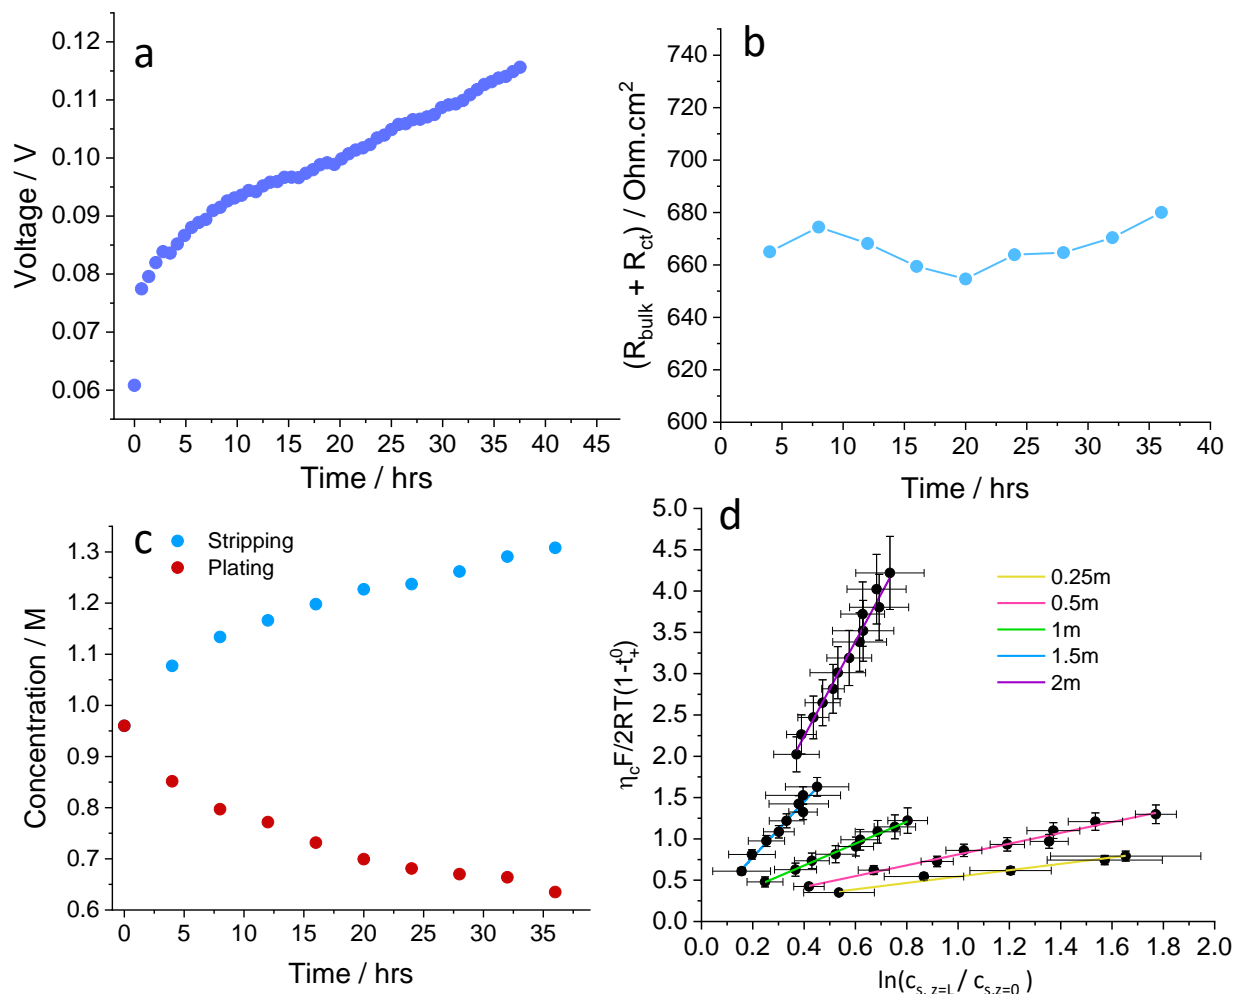 a
0.12
0.11
0.10
0.09
0.08
0.07
0.06
Voltage / V
0 5 10 15 20 25 30 35 40 45
Time / hrs
b
740
720
700
680
660
640
620
600
(R_bulk + R_ct) / Ohm.cm²
0 5 10 15 20 25 30 35 40
Time / hrs
c
Stripping
Plating
1.3
1.2
1.1
1.0
0.9
0.8
0.7
0.6
Concentration / M
0 5 10 15 20 25 30 35
Time / hrs
d
5.0
4.5
4.0
3.5
3.0
2.5
2.0
1.5
1.0
0.5
0.0
η_cF/2RT(1-t₊⁰)
0.25m
0.5m
1m
1.5m
2m
0.0 0.2 0.4 0.6 0.8 1.0 1.2 1.4 1.6 1.8 2.0
ln(c_s, z=L / c_s,z=0 )